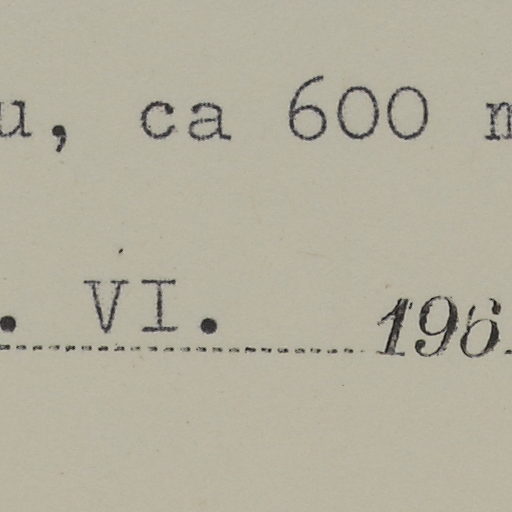 u, ca 600 m
. VI. 196